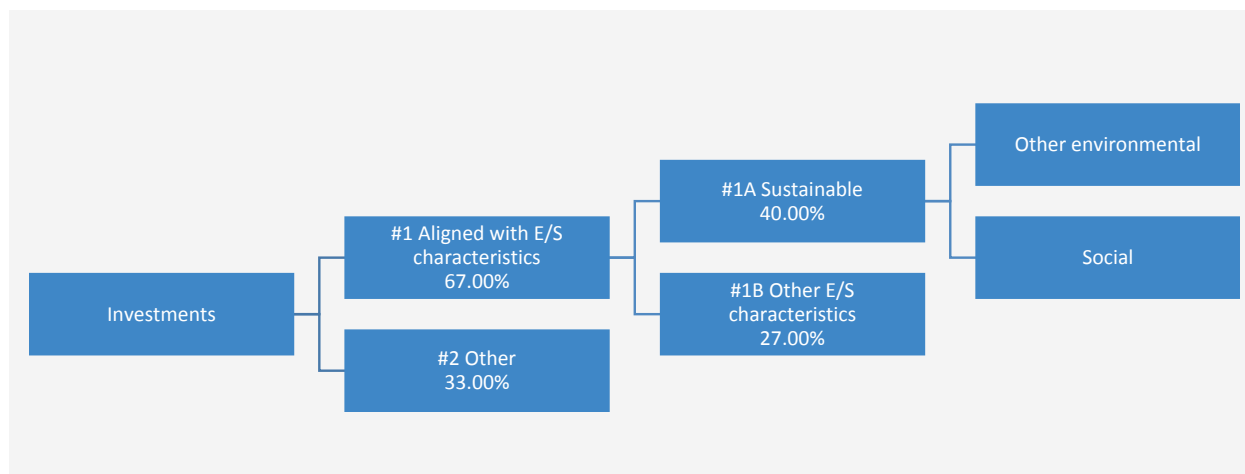 Investments
#1 Aligned with E/S
characteristics
67.00%
#2 Other
33.00%
#1A Sustainable
40.00%
#1B Other E/S
characteristics
27.00%
Other environmental
Social